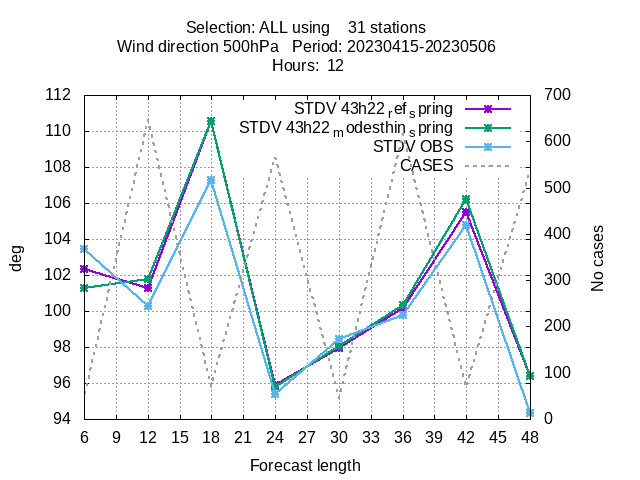 Selection: ALL using 31 stations
Wind direction 500hPa Period: 20230415-20230506
Hours: 12
112
110
108
106
104
102
100
98
96
94
700
600
500
400
300
200
100
0
STDV 43h22 ref spring
STDV 43h22 modesthin spring
STDV OBS
CASES
deg
No cases
6 9 12 15 18 21 24 27 30 33 36 39 42 45 48
Forecast length